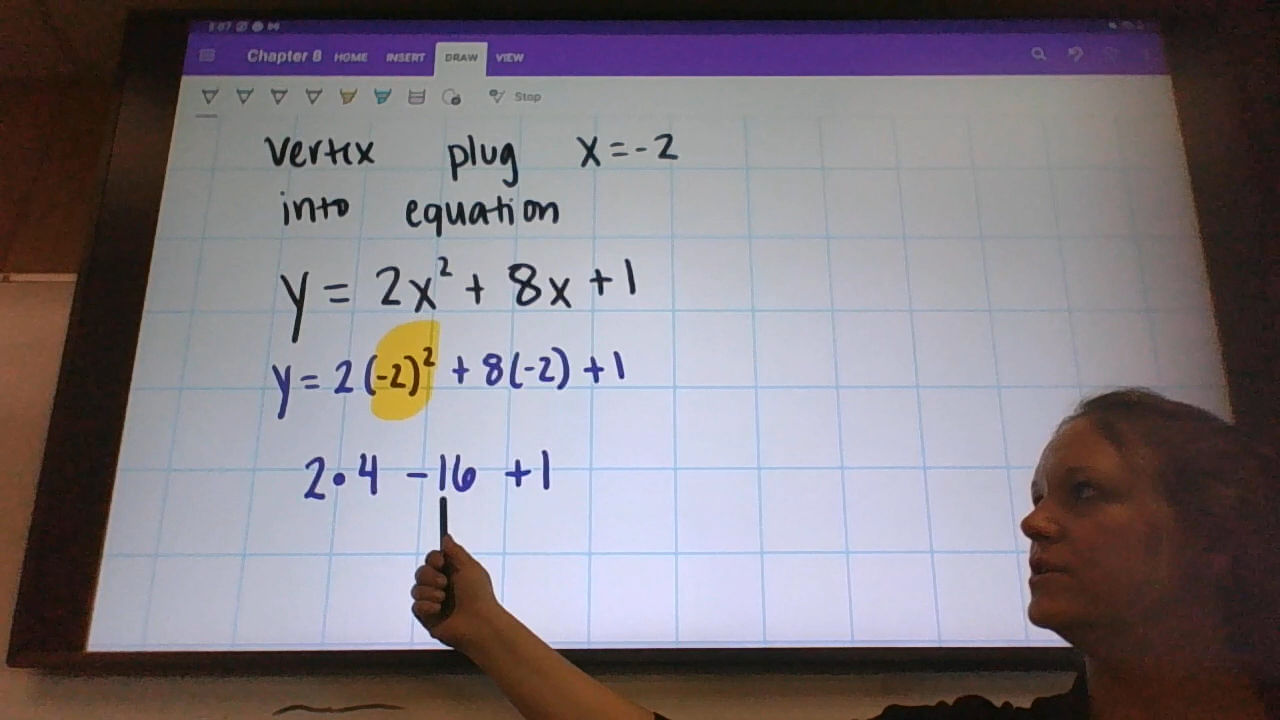 Chapter 8 HOME INSERT DRAW VIEW
Stop
Vertex plug x=-2
into equation
y = 2x² + 8x +1
y = 2(-2)² + 8(-2) +1
2•4 -16 +1